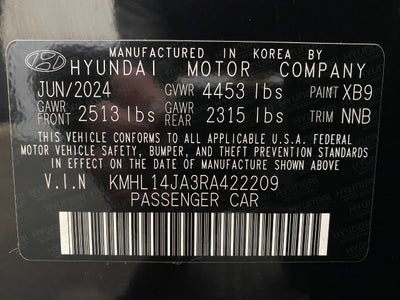 MANUFACTURED IN KOREA BY
HYUNDAI MOTOR COMPANY
JUN/2024 GVWR 4453 lbs PAINT XB9
GAWR FRONT 2513 lbs GAWR REAR 2315 lbs TRIM NNB
THIS VEHICLE CONFORMS TO ALL APPLICABLE U.S.A. FEDERAL
MOTOR VEHICLE SAFETY, BUMPER, AND THEFT PREVENTION STANDARDS
IN EFFECT ON THE DATE OF MANUFACTURE SHOWN ABOVE.
V.I.N KMHL14JA3RA422209
PASSENGER CAR